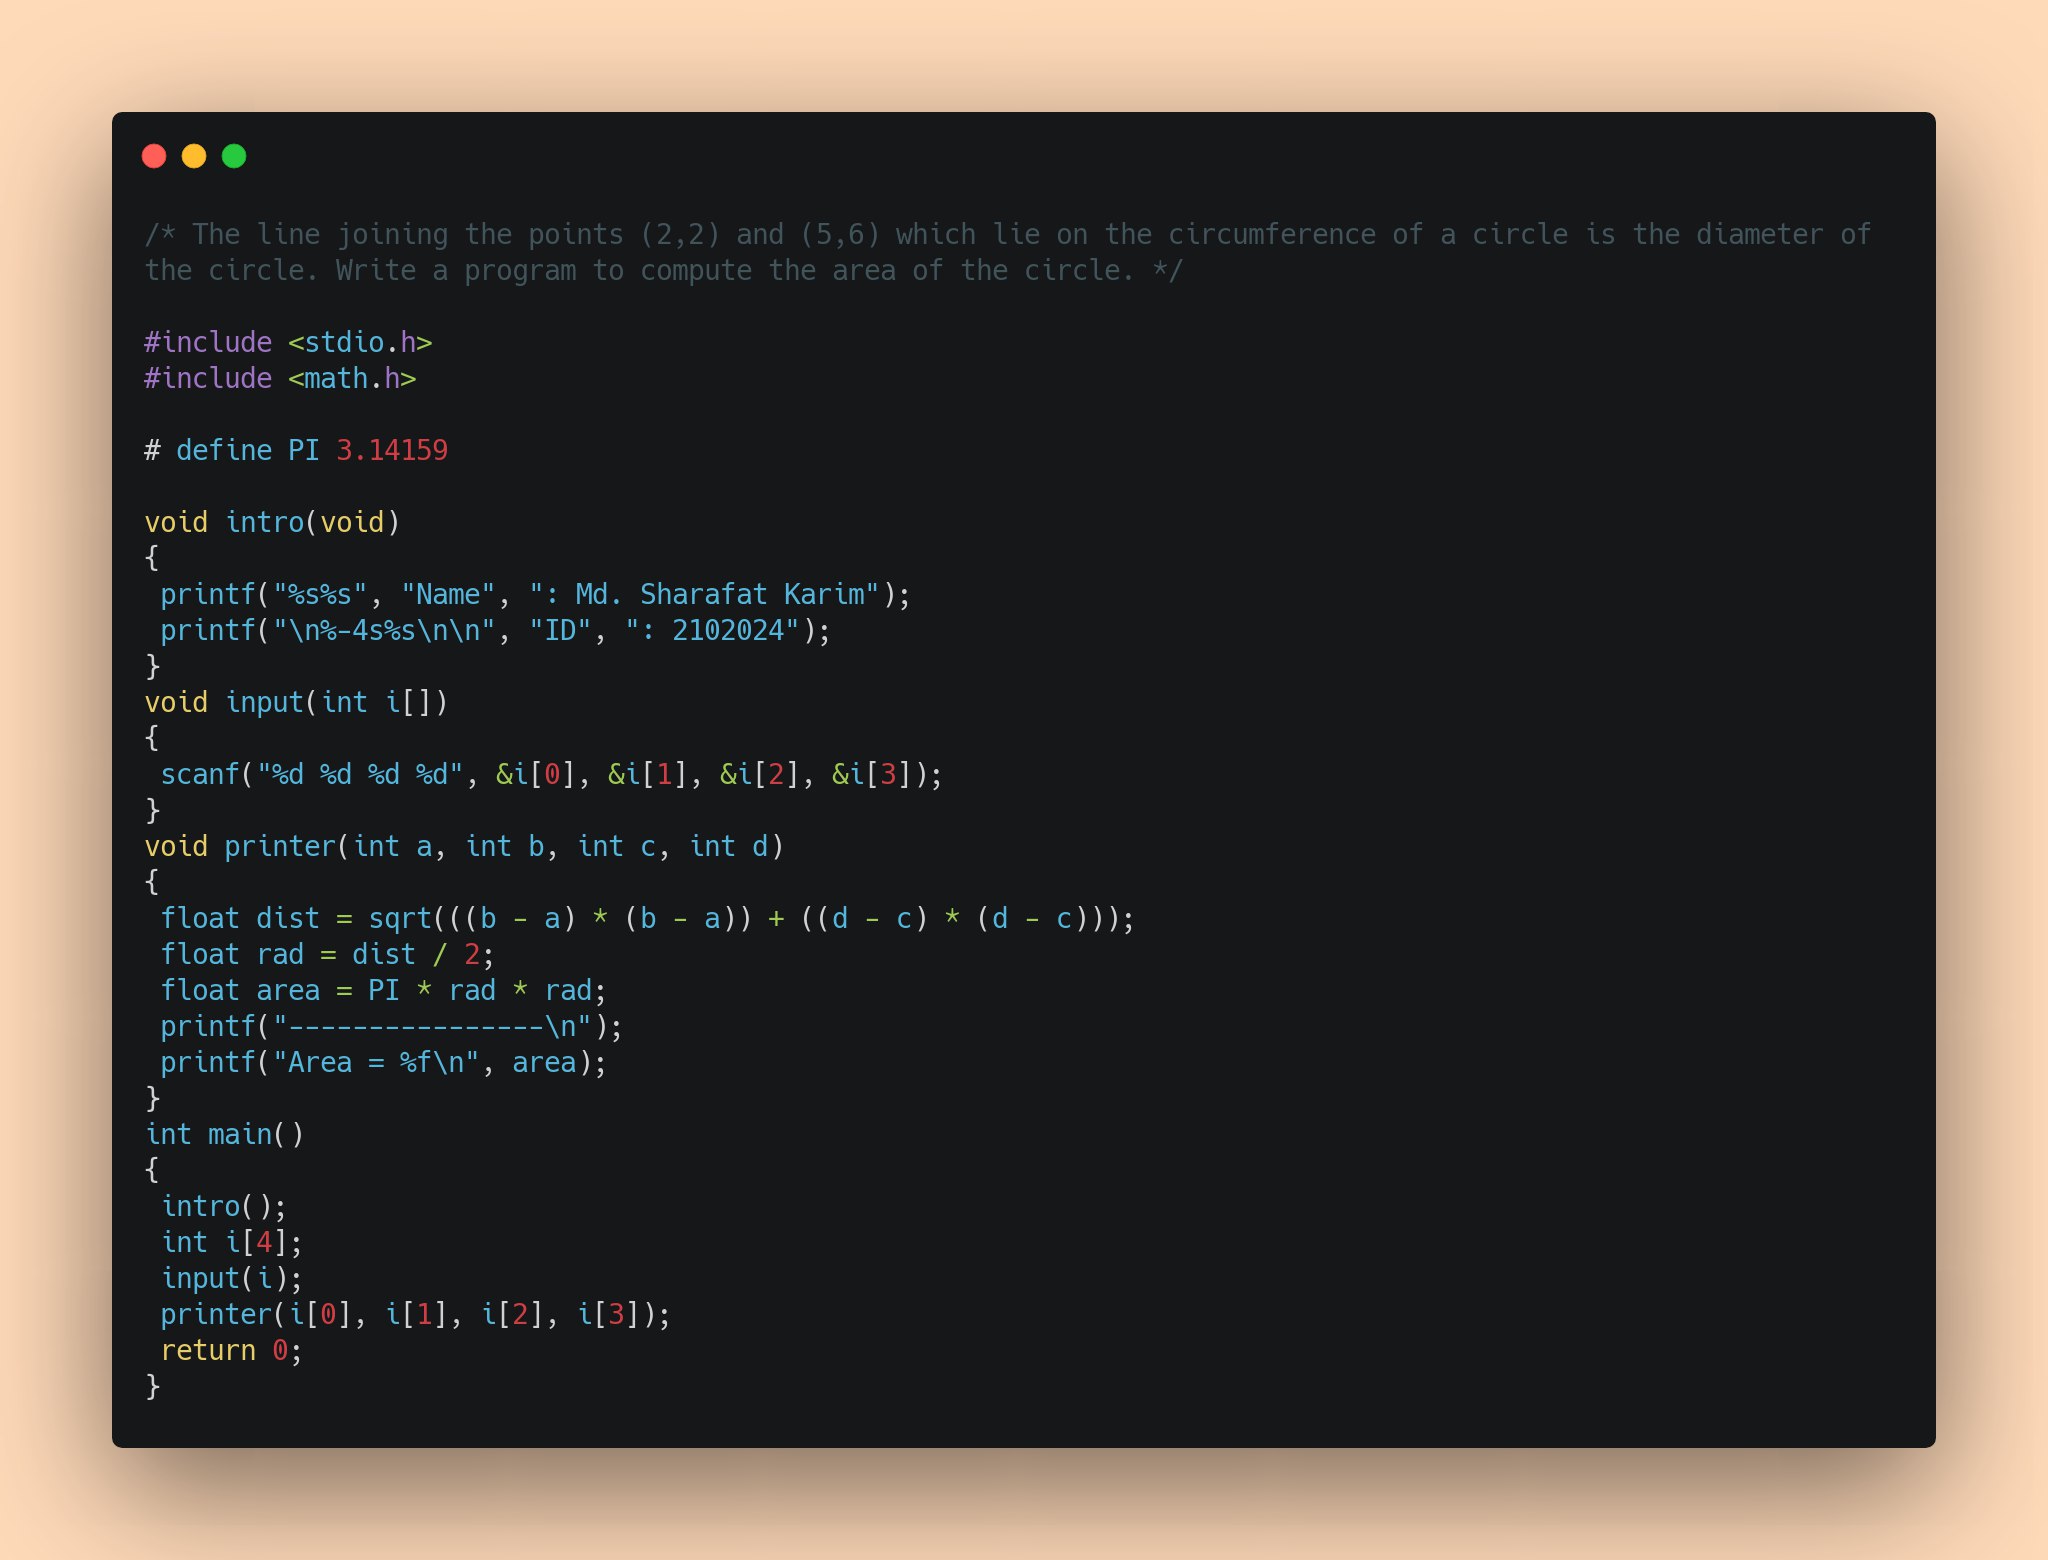 /* The line joining the points (2,2) and (5,6) which lie on the circumference of a circle is the diameter of
the circle. Write a program to compute the area of the circle. */

#include <stdio.h>
#include <math.h>

# define PI 3.14159

void intro(void)
{
 printf("%s%s", "Name", ": Md. Sharafat Karim");
 printf("\n%-4s%s\n\n", "ID", ": 2102024");
}
void input(int i[])
{
 scanf("%d %d %d %d", &i[0], &i[1], &i[2], &i[3]);
}
void printer(int a, int b, int c, int d)
{
 float dist = sqrt(((b - a) * (b - a)) + ((d - c) * (d - c)));
 float rad = dist / 2;
 float area = PI * rad * rad;
 printf("----------------\n");
 printf("Area = %f\n", area);
}
int main()
{
 intro();
 int i[4];
 input(i);
 printer(i[0], i[1], i[2], i[3]);
 return 0;
}